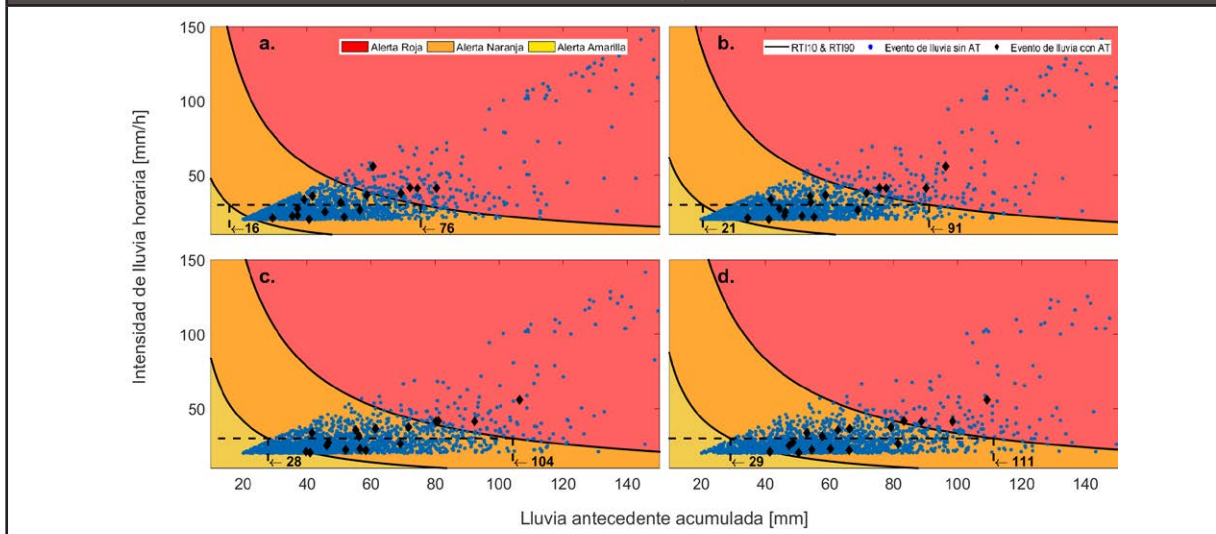 150
100
50
a.
Alerta Roja Alerta Naranja Alerta Amarilla
←16
←76
b.
RTI10 & RTI90 Evento de lluvia sin AT Evento de lluvia con AT
←21
←91
Intensidad de lluvia horaria [mm/h]
150
100
50
c.
←28
←104
20 40 60 80 100 120 140
d.
←29
←111
20 40 60 80 100 120 140
Lluvia antecedente acumulada [mm]